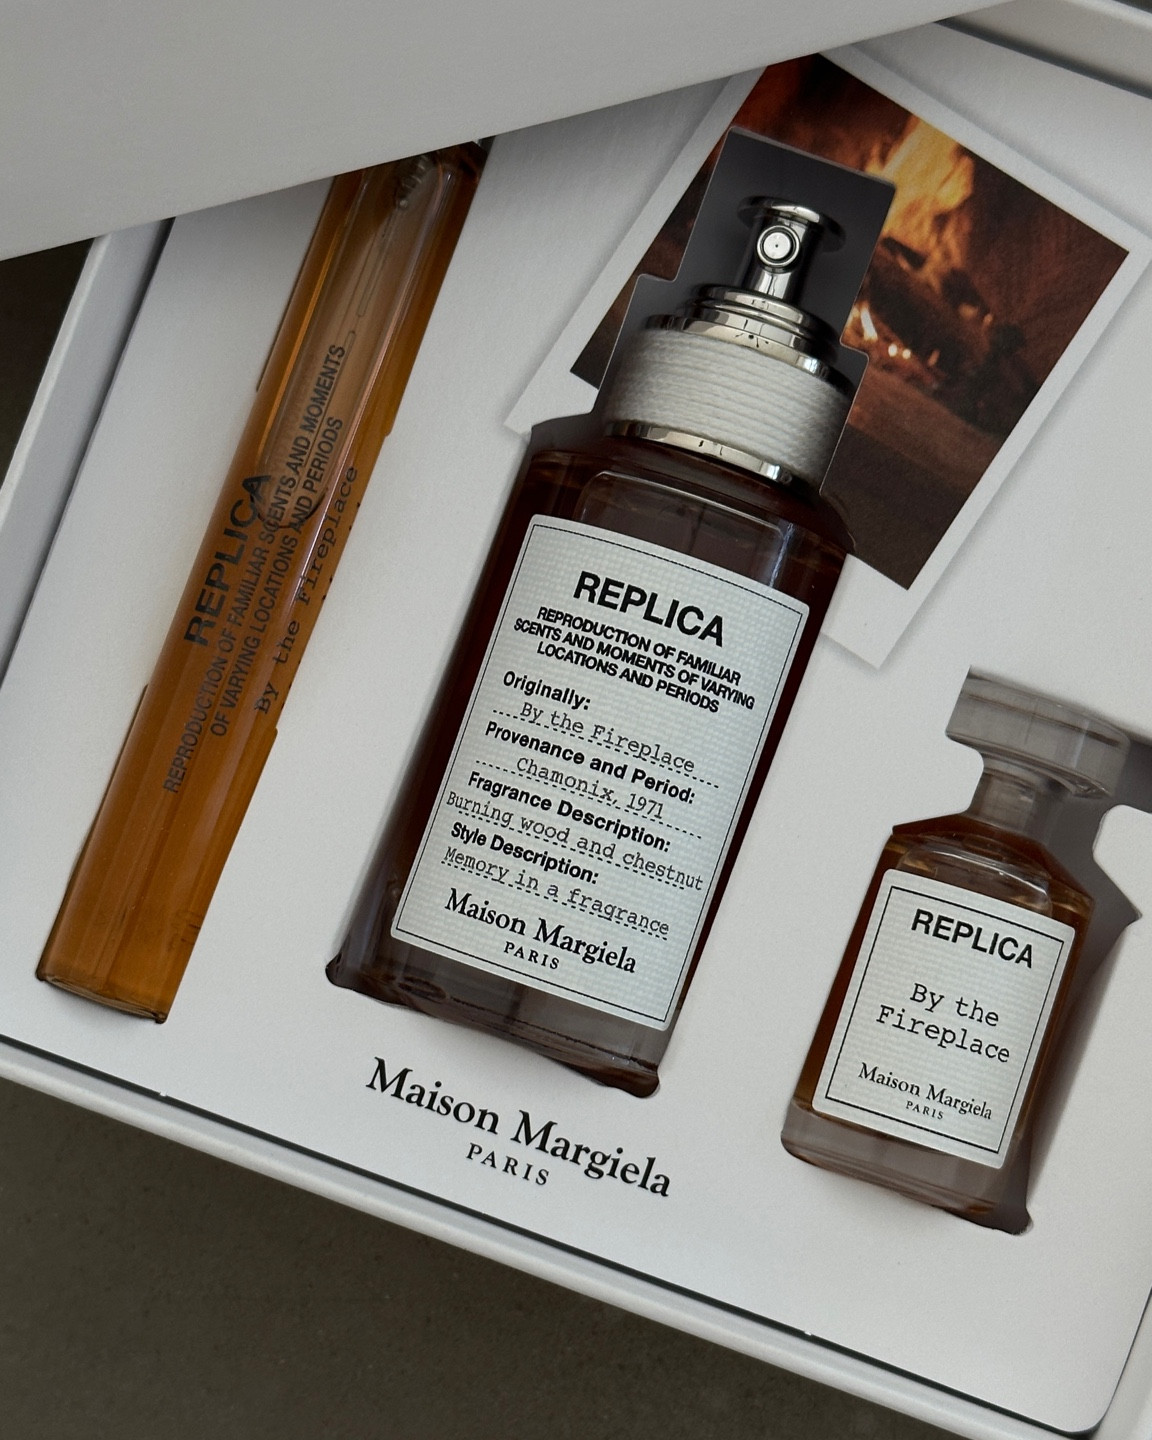 REPLICA
REPRODUCTION OF FAMILIAR SCENTS AND MOMENTS
OF VARYING LOCATIONS AND PERIODS
By the Fireplace
REPLICA
REPRODUCTION OF FAMILIAR
SCENTS AND MOMENTS OF VARYING
LOCATIONS AND PERIODS
Originally:
By the Fireplace
Provenance and Period:
Chamonix, 1971
Fragrance Description:
Burning wood and chestnut
Style Description:
Memory in a fragrance
Maison Margiela
PARIS
REPLICA
By the
Fireplace
Maison Margiela
PARIS
Maison Margiela
PARIS